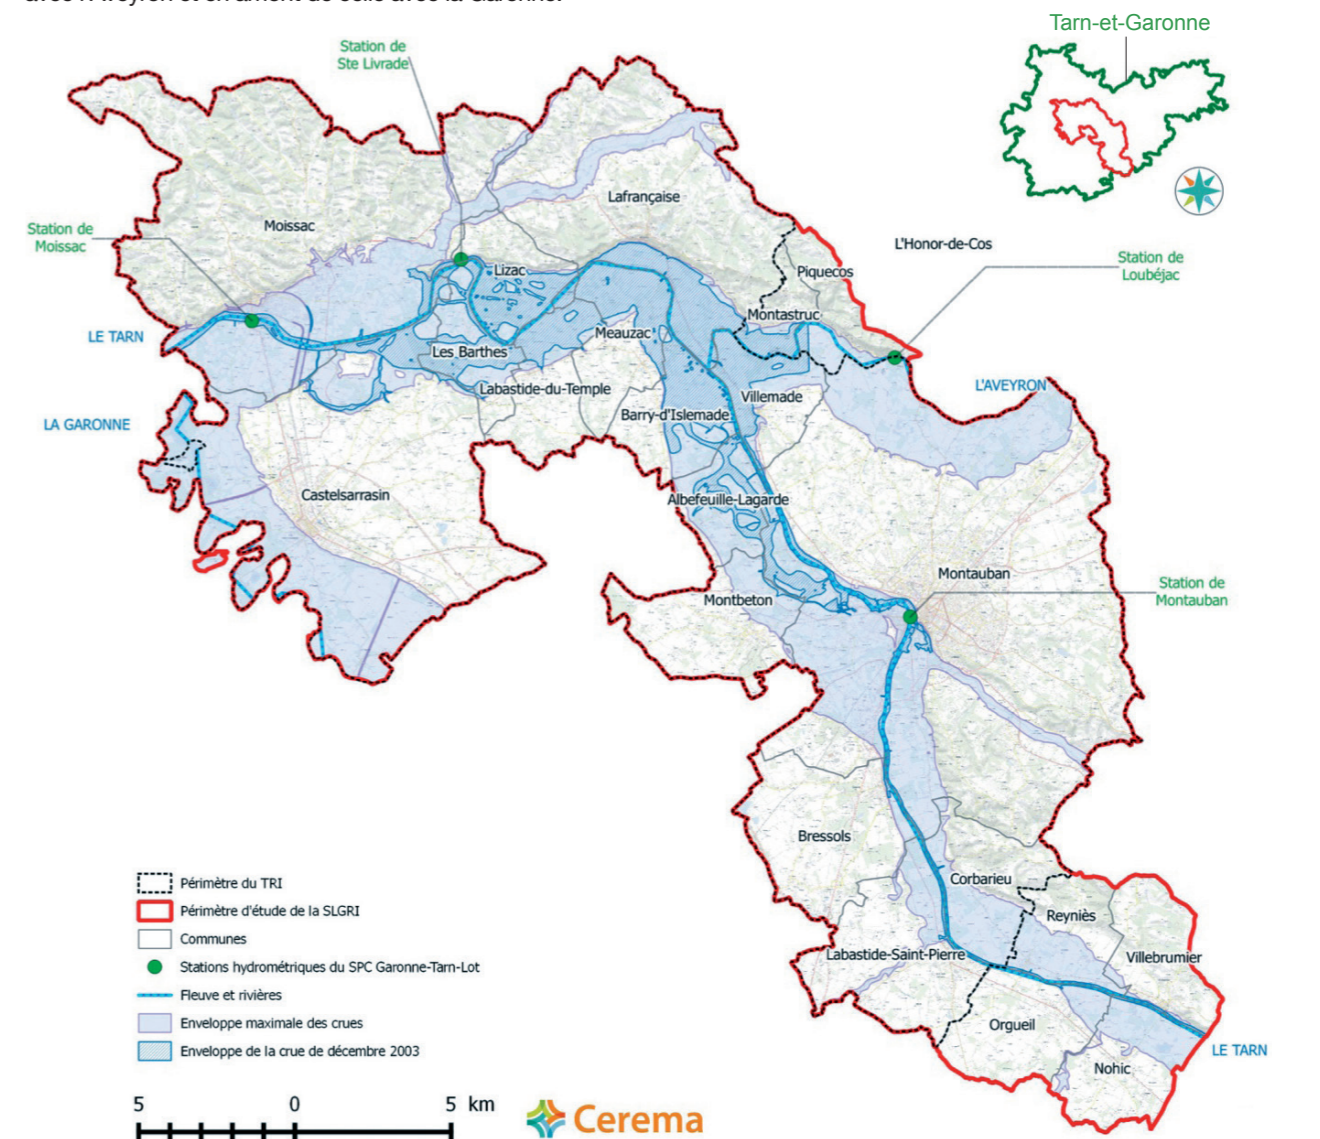 Tarn-et-Garonne
Station de
Ste Livrade
Lafrançaise
Moissac
Station de
Moissac
L'Honor-de-Cos
Station de
Loubéjac
Lizac
Piquecos
Montastruc
LE TARN
Meauzac
Les Barthes
L'AVEYRON
Labastide-du-Temple
Villemade
LA GARONNE
Barry-d'Islemade
Castelsarrasin
Albefeuille-Lagarde
Montauban
Station de
Montauban
Montbeton
Bressols
Corbarieu
Reyniès
Labastide-Saint-Pierre
Villebrumier
Orgueil
LE TARN
Nohic
Périmètre du TRI
Périmètre d'étude de la SLGRI
Communes
Stations hydrométriques du SPC Garonne-Tarn-Lot
Fleuve et rivières
Enveloppe maximale des crues
Enveloppe de la crue de décembre 2003
5 0 5 km
Cerema